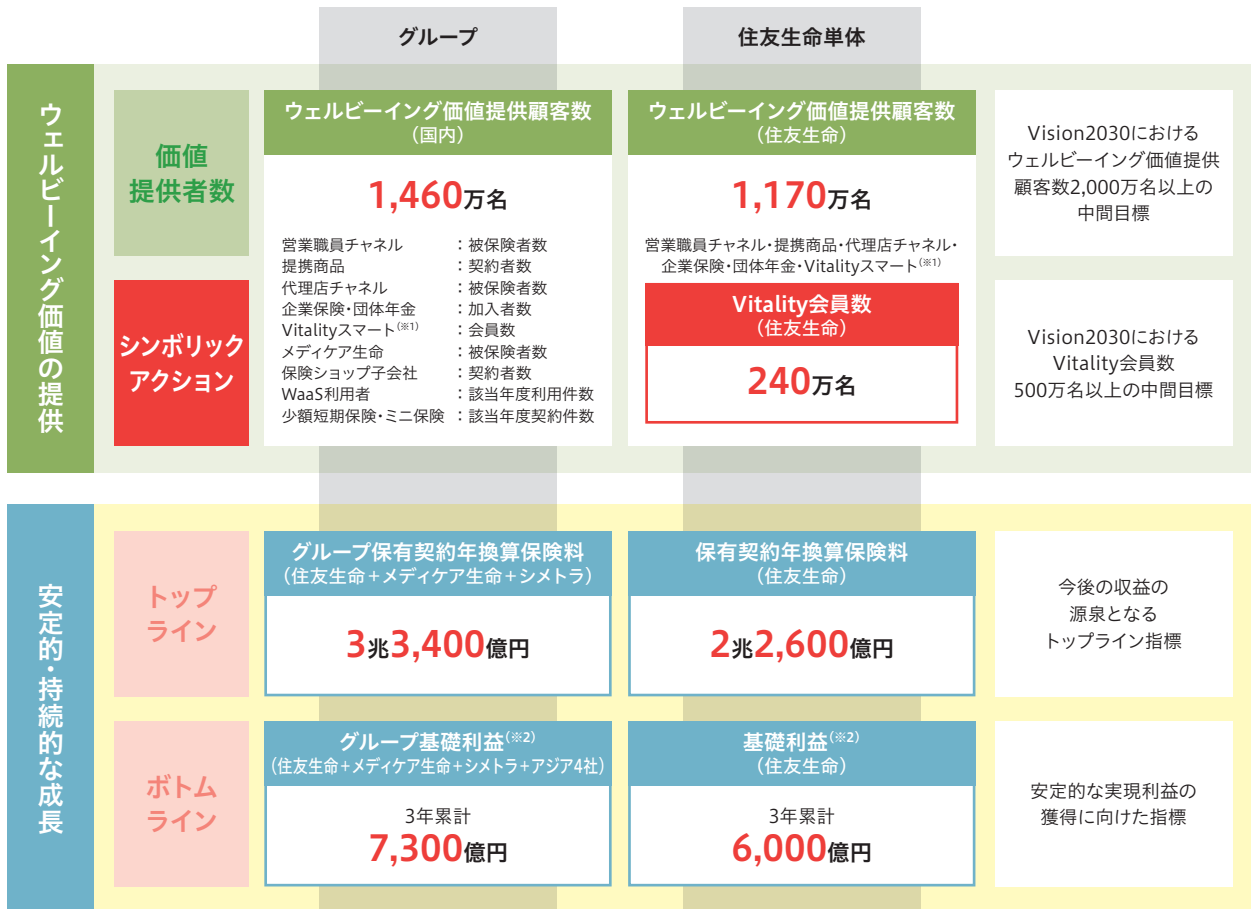 グループ
住友生命単体
ウェルビーイング価値の提供
価値
提供者数
ウェルビーイング価値提供顧客数
（国内）
1,460万名
営業職員チャネル ：被保険者数
提携商品 ：契約者数
代理店チャネル ：被保険者数
企業保険・団体年金 ：加入者数
Vitalityスマート（※1） ：会員数
メディケア生命 ：被保険者数
保険ショップ子会社 ：契約者数
WaaS利用者 ：該当年度利用件数
少額短期保険・ミニ保険 ：該当年度契約件数
ウェルビーイング価値提供顧客数
（住友生命）
1,170万名
営業職員チャネル・提携商品・代理店チャネル・
企業保険・団体年金・Vitalityスマート（※1）
Vision2030における
ウェルビーイング価値提供
顧客数2,000万名以上の
中間目標
シンボリック
アクション
Vitality会員数
（住友生命）
240万名
Vision2030における
Vitality会員数
500万名以上の中間目標
安定的・持続的な成長
トップ
ライン
グループ保有契約年換算保険料
（住友生命＋メディケア生命＋シメトラ）
3兆3,400億円
保有契約年換算保険料
（住友生命）
2兆2,600億円
今後の収益の
源泉となる
トップライン指標
ボトム
ライン
グループ基礎利益（※2）
（住友生命＋メディケア生命＋シメトラ＋アジア4社）
3年累計
7,300億円
基礎利益（※2）
（住友生命）
3年累計
6,000億円
安定的な実現利益の
獲得に向けた指標